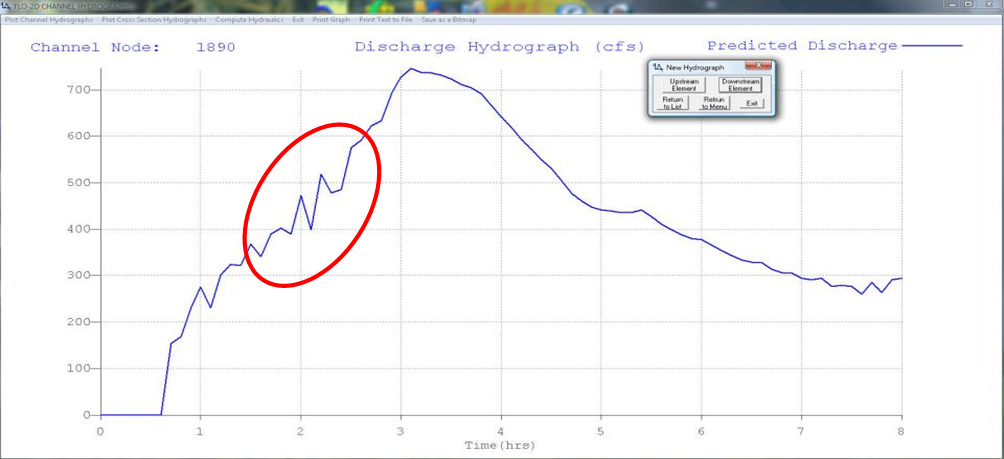 FLO-2D CHANNEL HYDROGRAPHS
Plot Channel Hydrographs Plot Cross Section Hydrographs Compute Hydraulics Exit Print Graph Print Text to File Save as a Bitmap
Channel Node: 1890 Discharge Hydrograph (cfs) Predicted Discharge
New Hydrograph
Upstream Element Downstream Element
Return to List Retrun to Menu Exit
700
600
500
400
300
200
100
0
0 1 2 3 4 5 6 7 8
Time(hrs)